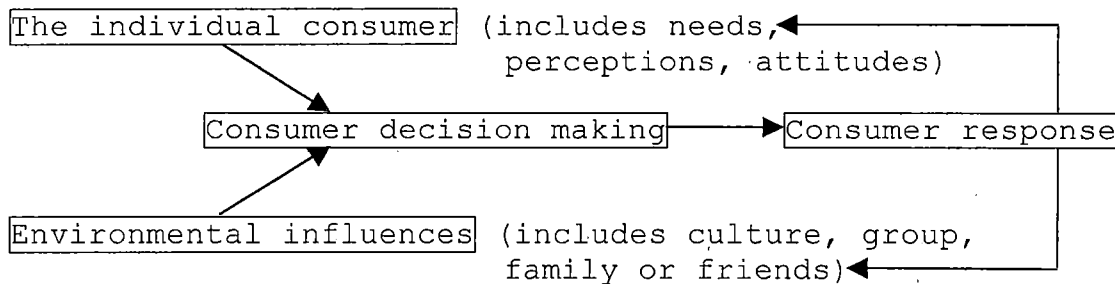 The individual consumer (includes needs,
perceptions, attitudes)
Consumer decision making Consumer response
Environmental influences (includes culture, group,
family or friends)